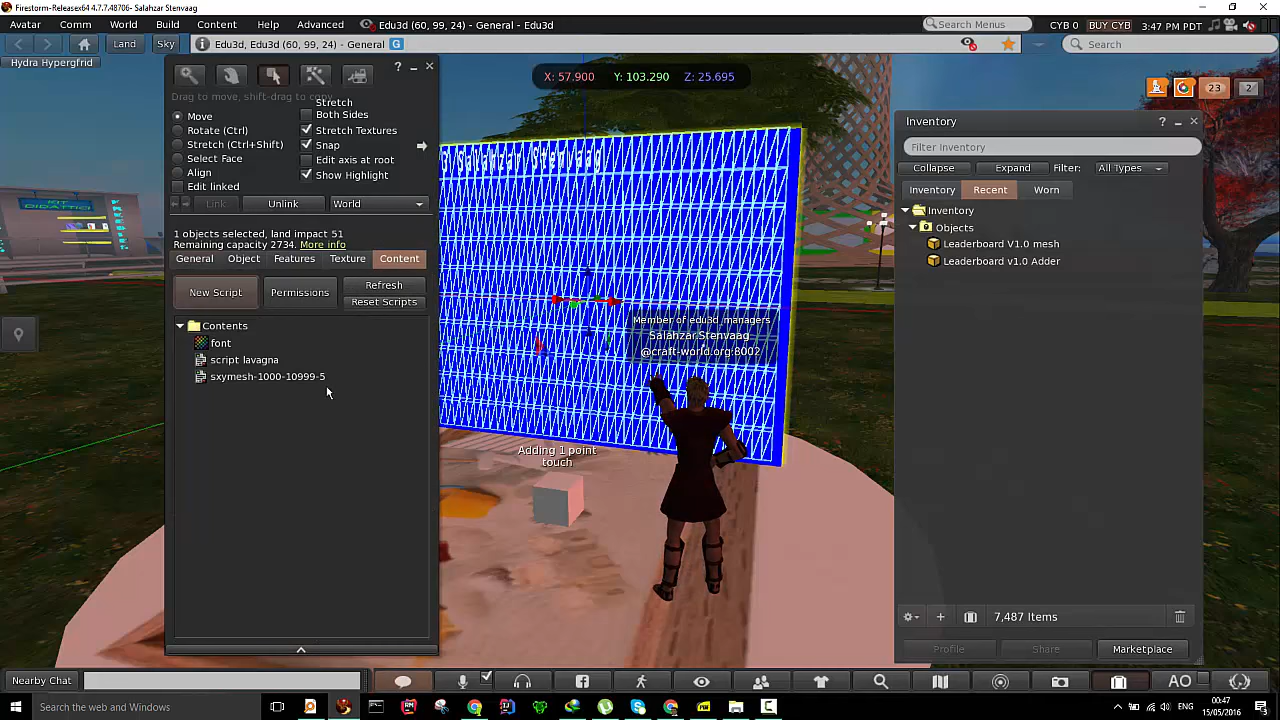 Firestorm-Releasex64 4.7.7.48706- Salahzar Stenvaag
Avatar Comm World Build Content Help Advanced Edu3d (60, 99, 24) - General - Edu3d Search Menus CYB 0 BUY CYB 3:47 PM PDT
Land Sky Edu3d, Edu3d (60, 99, 24) - General G Search
Hydra Hypergfrid
X: 57.900 Y: 103.290 Z: 25.695
23 2
Drag to move, shift-drag to copy
Move
Rotate (Ctrl)
Stretch (Ctrl+Shift)
Select Face
Align
Edit linked
Stretch
Both Sides
Stretch Textures
Snap
Edit axis at root
Show Highlight
Link Unlink World
1 objects selected, land impact 51
Remaining capacity 2734. More info
General Object Features Texture Content
New Script Permissions Refresh
Reset Scripts
Contents
font
script lavagna
sxymesh-1000-10999-5
KIT DIDATTICI
Salahzar Stenvaag
Member of edu3d managers
Salahzar.Stenvaag
@craft-world.org:8002
Adding 1 point
touch
Inventory
Filter Inventory
Collapse Expand Filter: All Types
Inventory Recent Worn
Inventory
Objects
Leaderboard V1.0 mesh
Leaderboard v1.0 Adder
7,487 Items
Profile Share Marketplace
Nearby Chat AO
Search the web and Windows ENG 00:47
15/05/2016